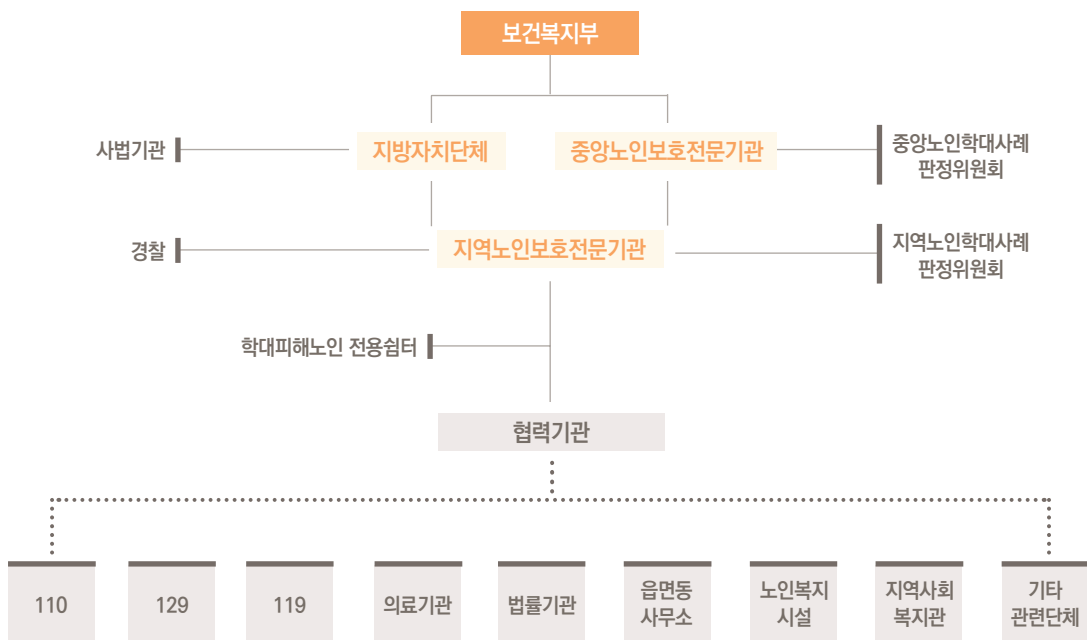 보건복지부
사법기관
지방자치단체
중앙노인보호전문기관
중앙노인학대사례
판정위원회
경찰
지역노인보호전문기관
지역노인학대사례
판정위원회
학대피해노인 전용쉼터
협력기관
110
129
119
의료기관
법률기관
읍면동
사무소
노인복지
시설
지역사회
복지관
기타
관련단체